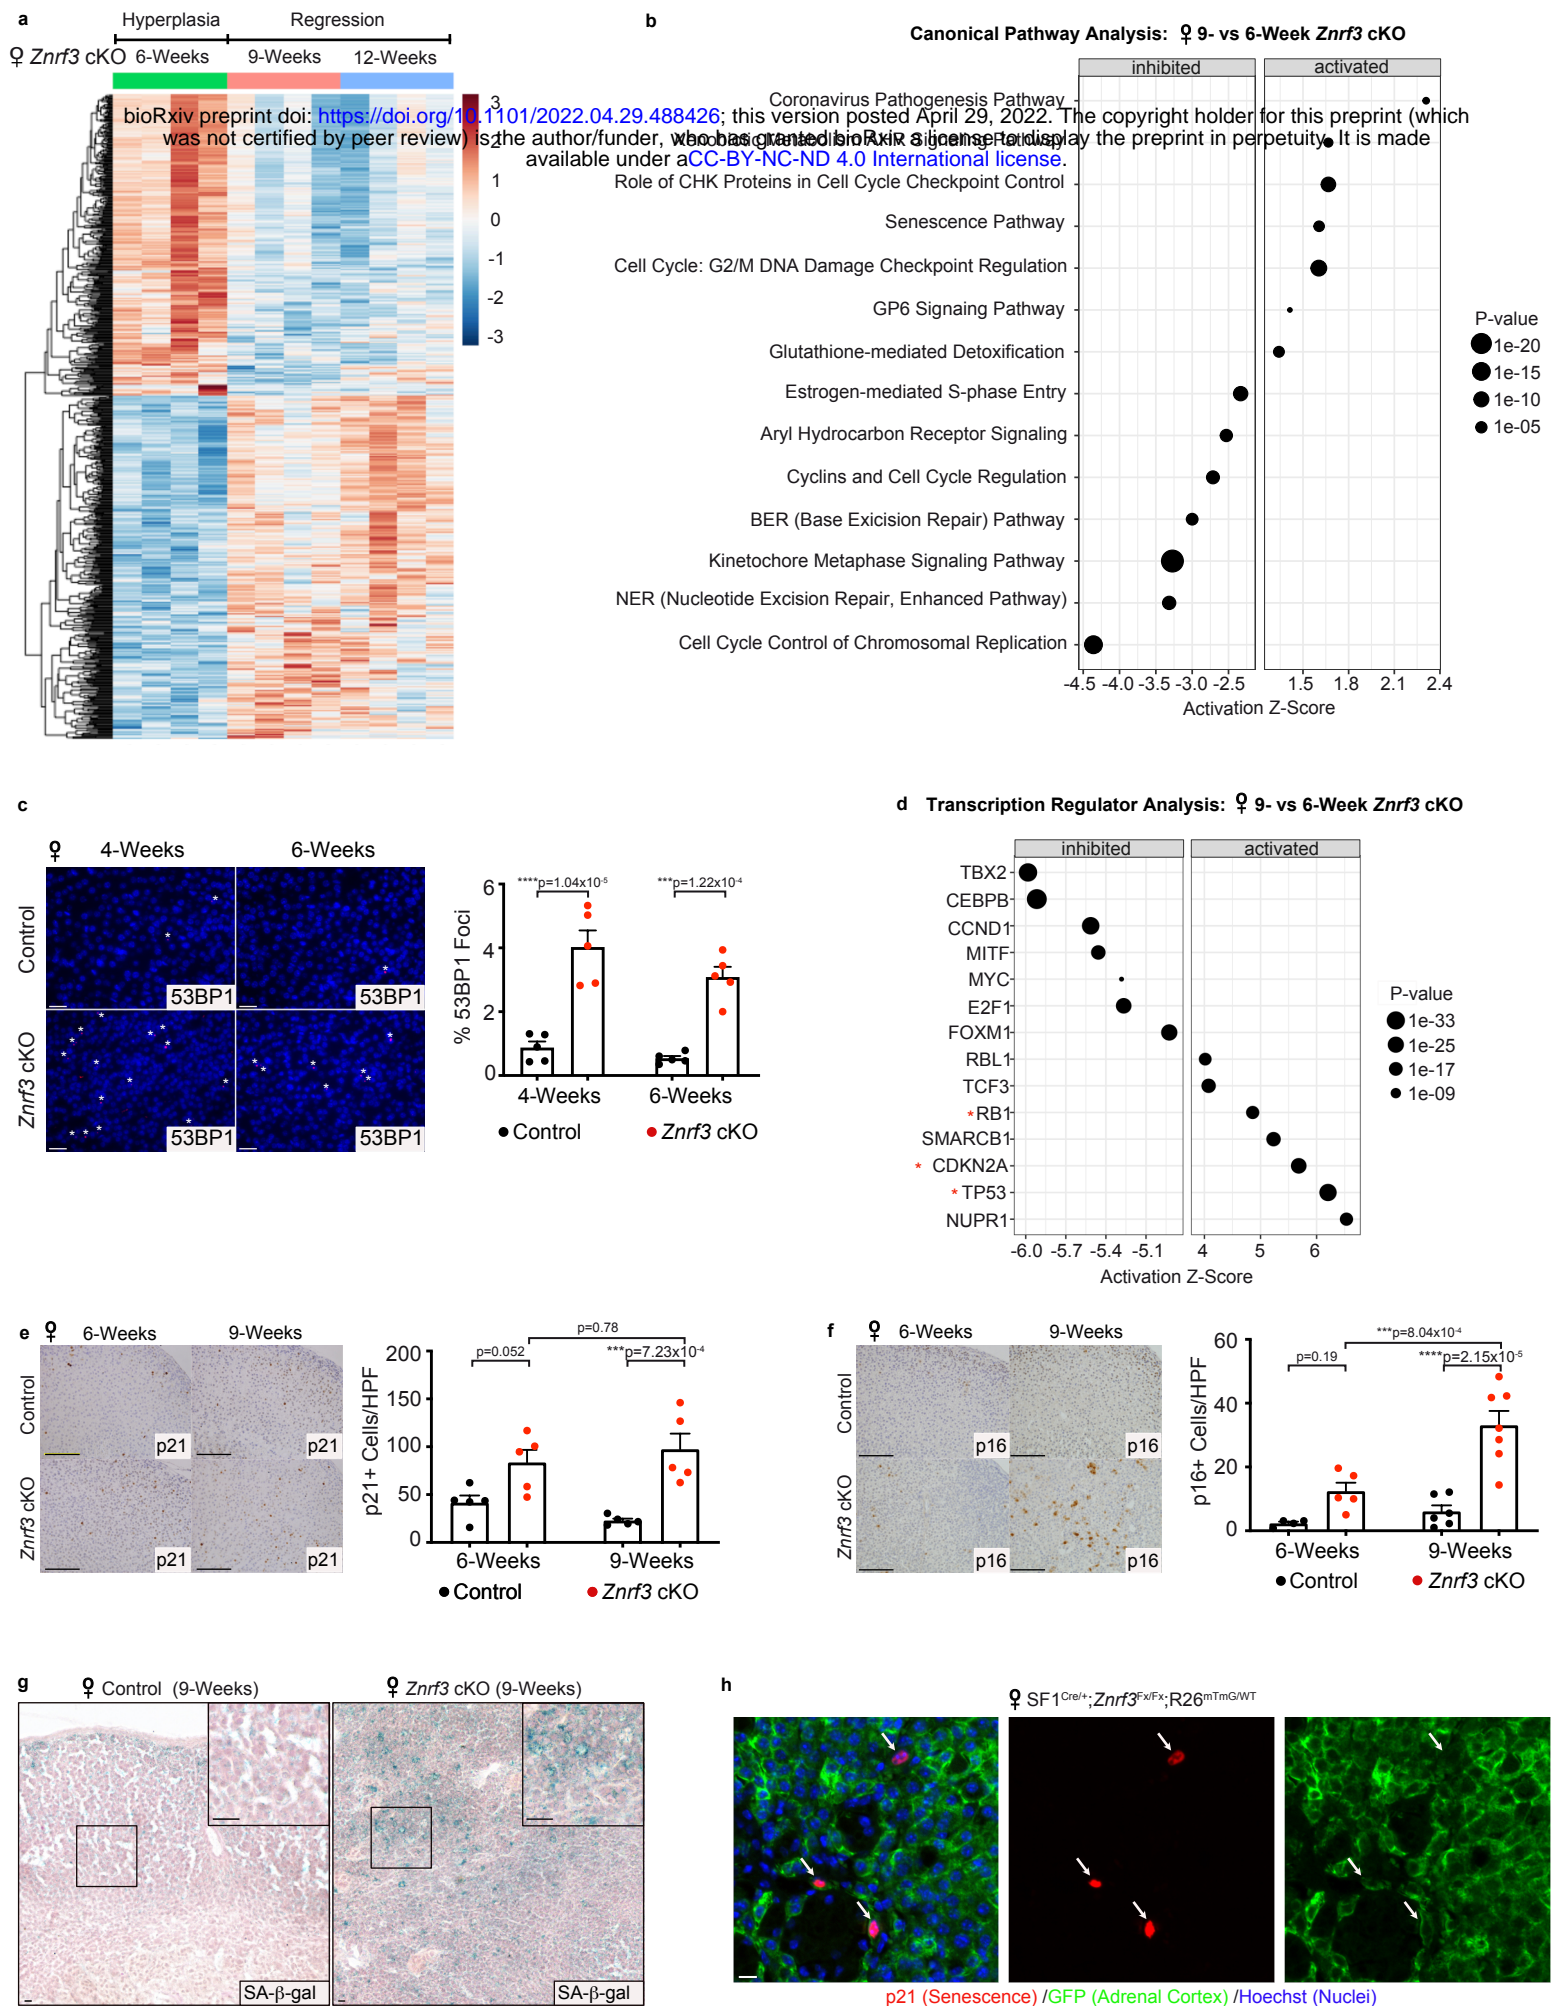 a
Hyperplasia Regression
♀ Znrf3 cKO 6-Weeks 9-Weeks 12-Weeks
3
2
1
0
-1
-2
-3
bioRxiv preprint doi: https://doi.org/10.1101/2022.04.29.488426; this version posted April 29, 2022. The copyright holder for this preprint (which
was not certified by peer review) is the author/funder, who has granted bioRxiv a license to display the preprint in perpetuity. It is made
available under aCC-BY-NC-ND 4.0 International license.
b
Canonical Pathway Analysis: ♀ 9- vs 6-Week Znrf3 cKO
inhibited activated
Coronavirus Pathogenesis Pathway
Xenobiotic Metabolism AHR Signaling Pathway
Role of CHK Proteins in Cell Cycle Checkpoint Control
Senescence Pathway
Cell Cycle: G2/M DNA Damage Checkpoint Regulation
GP6 Signaing Pathway
Glutathione-mediated Detoxification
Estrogen-mediated S-phase Entry
Aryl Hydrocarbon Receptor Signaling
Cyclins and Cell Cycle Regulation
BER (Base Exicision Repair) Pathway
Kinetochore Metaphase Signaling Pathway
NER (Nucleotide Excision Repair, Enhanced Pathway)
Cell Cycle Control of Chromosomal Replication
-4.5 -4.0 -3.5 -3.0 -2.5 1.5 1.8 2.1 2.4
Activation Z-Score
P-value
1e-20
1e-15
1e-10
1e-05
c
♀ 4-Weeks 6-Weeks
Control
53BP1 53BP1
Znrf3 cKO
53BP1 53BP1
% 53BP1 Foci
6
4
2
0
****p=1.04x10-5 ***p=1.22x10-4
4-Weeks 6-Weeks
Control Znrf3 cKO
d Transcription Regulator Analysis: ♀ 9- vs 6-Week Znrf3 cKO
inhibited activated
TBX2
CEBPB
CCND1
MITF
MYC
E2F1
FOXM1
RBL1
TCF3
*RB1
SMARCB1
* CDKN2A
*TP53
NUPR1
-6.0 -5.7 -5.4 -5.1 4 5 6
Activation Z-Score
P-value
1e-33
1e-25
1e-17
1e-09
e ♀ 6-Weeks 9-Weeks
Control
p21 p21
Znrf3 cKO
p21 p21
p21+ Cells/HPF
200
150
100
50
0
p=0.78
p=0.052 ***p=7.23x10-4
6-Weeks 9-Weeks
Control Znrf3 cKO
f ♀ 6-Weeks 9-Weeks
Control
p16 p16
Znrf3 cKO
p16 p16
p16+ Cells/HPF
60
40
20
0
***p=8.04x10-4
p=0.19 ****p=2.15x10-5
6-Weeks 9-Weeks
Control Znrf3 cKO
g ♀ Control (9-Weeks) ♀ Znrf3 cKO (9-Weeks)
SA-β-gal SA-β-gal
h
♀ SF1Cre/+;Znrf3Fx/Fx;R26mTmG/WT
p21 (Senescence) /GFP (Adrenal Cortex) /Hoechst (Nuclei)